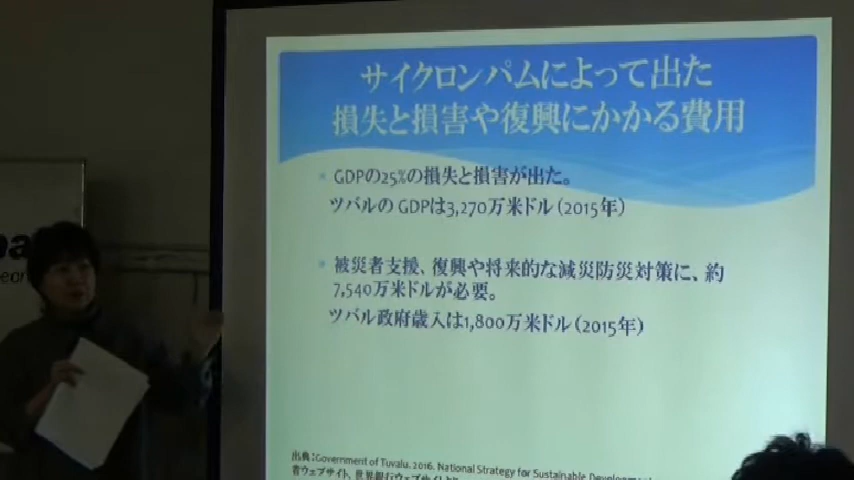 サイクロンパムによって出た
損失と損害や復興にかかる費用
GDPの25%の損失と損害が出た。
ツバルの GDPは3,270万米ドル（2015年）
被災者支援、復興や将来的な減災防災対策に、約
7,540万米ドルが必要。
ツバル政府歳入は1,800万米ドル（2015年）
出典：Government of Tuvalu. 2016. National Strategy for Sustainable Development
省ウェブサイト、世界銀行ウェブサイトより